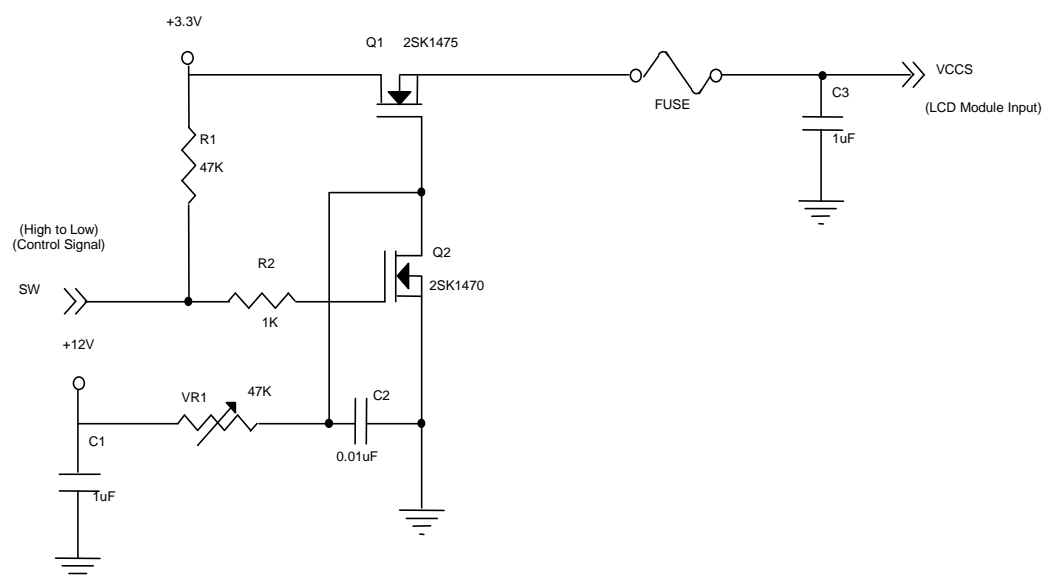 +3.3V
Q1 2SK1475
VCCS
FUSE
C3
(LCD Module Input)
1uF
R1
47K
(High to Low)
(Control Signal)
SW
R2
1K
Q2
2SK1470
+12V
VR1
47K
C2
0.01uF
C1
1uF